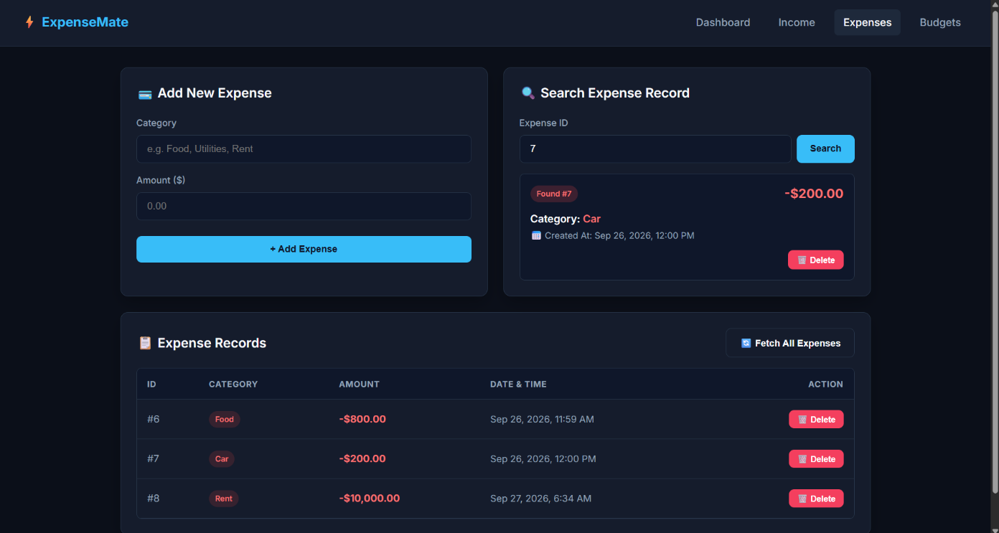 ExpenseMate
Dashboard Income Expenses Budgets
Add New Expense
Category
e.g. Food, Utilities, Rent
Amount ($)
0.00
+ Add Expense
Search Expense Record
Expense ID
7 Search
Found #7 -$200.00
Category: Car
Created At: Sep 26, 2026, 12:00 PM
Delete
Expense Records Fetch All Expenses
ID CATEGORY AMOUNT DATE & TIME ACTION
#6 Food -$800.00 Sep 26, 2026, 11:59 AM Delete
#7 Car -$200.00 Sep 26, 2026, 12:00 PM Delete
#8 Rent -$10,000.00 Sep 27, 2026, 6:34 AM Delete